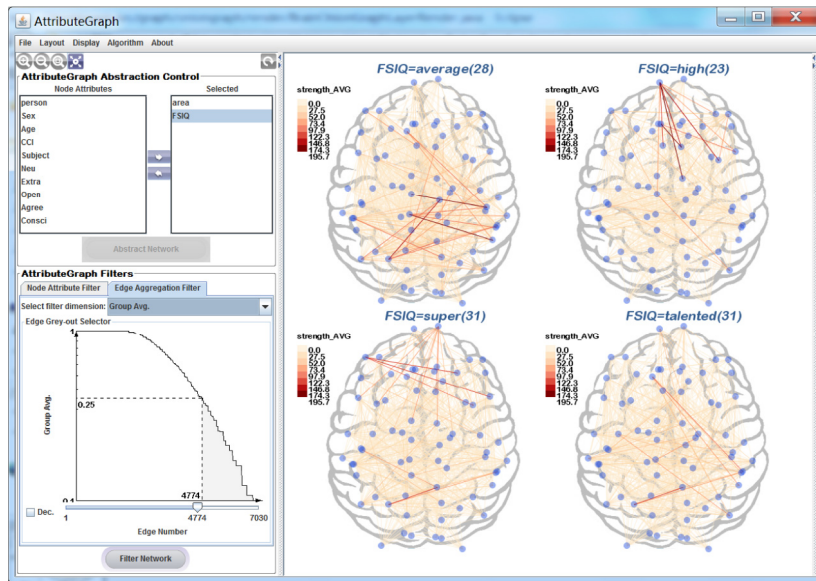 AttributeGraph
File Layout Display Algorithm About
AttributeGraph Abstraction Control
Node Attributes
Selected
person
Sex
Age
CCI
Subject
Neu
Extra
Open
Agree
Consci
area
FSIQ
Abstract Network
AttributeGraph Filters
Node Attribute Filter
Edge Aggregation Filter
Select filter dimension:
Group Avg.
Edge Grey-out Selector
1
0.25
Group Avg.
0.1
4774
Dec.
1
4774
7030
Edge Number
Filter Network
FSIQ=average(28)
strength_AVG
0.0
27.5
52.0
73.4
97.9
122.3
146.8
174.3
195.7
FSIQ=high(23)
strength_AVG
0.0
27.5
52.0
73.4
97.9
122.3
146.8
174.3
195.7
FSIQ=super(31)
strength_AVG
0.0
27.5
52.0
73.4
97.9
122.3
146.8
174.3
195.7
FSIQ=talented(31)
strength_AVG
0.0
27.5
52.0
73.4
97.9
122.3
146.8
174.3
195.7